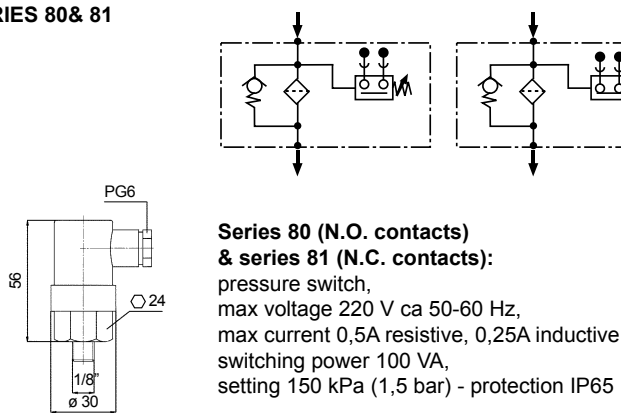 RIES 80& 81
PG6
56
24
1/8"
ø 30
Series 80 (N.O. contacts)
& series 81 (N.C. contacts):
pressure switch,
max voltage 220 V ca 50-60 Hz,
max current 0,5A resistive, 0,25A inductive
switching power 100 VA,
setting 150 kPa (1,5 bar) - protection IP65